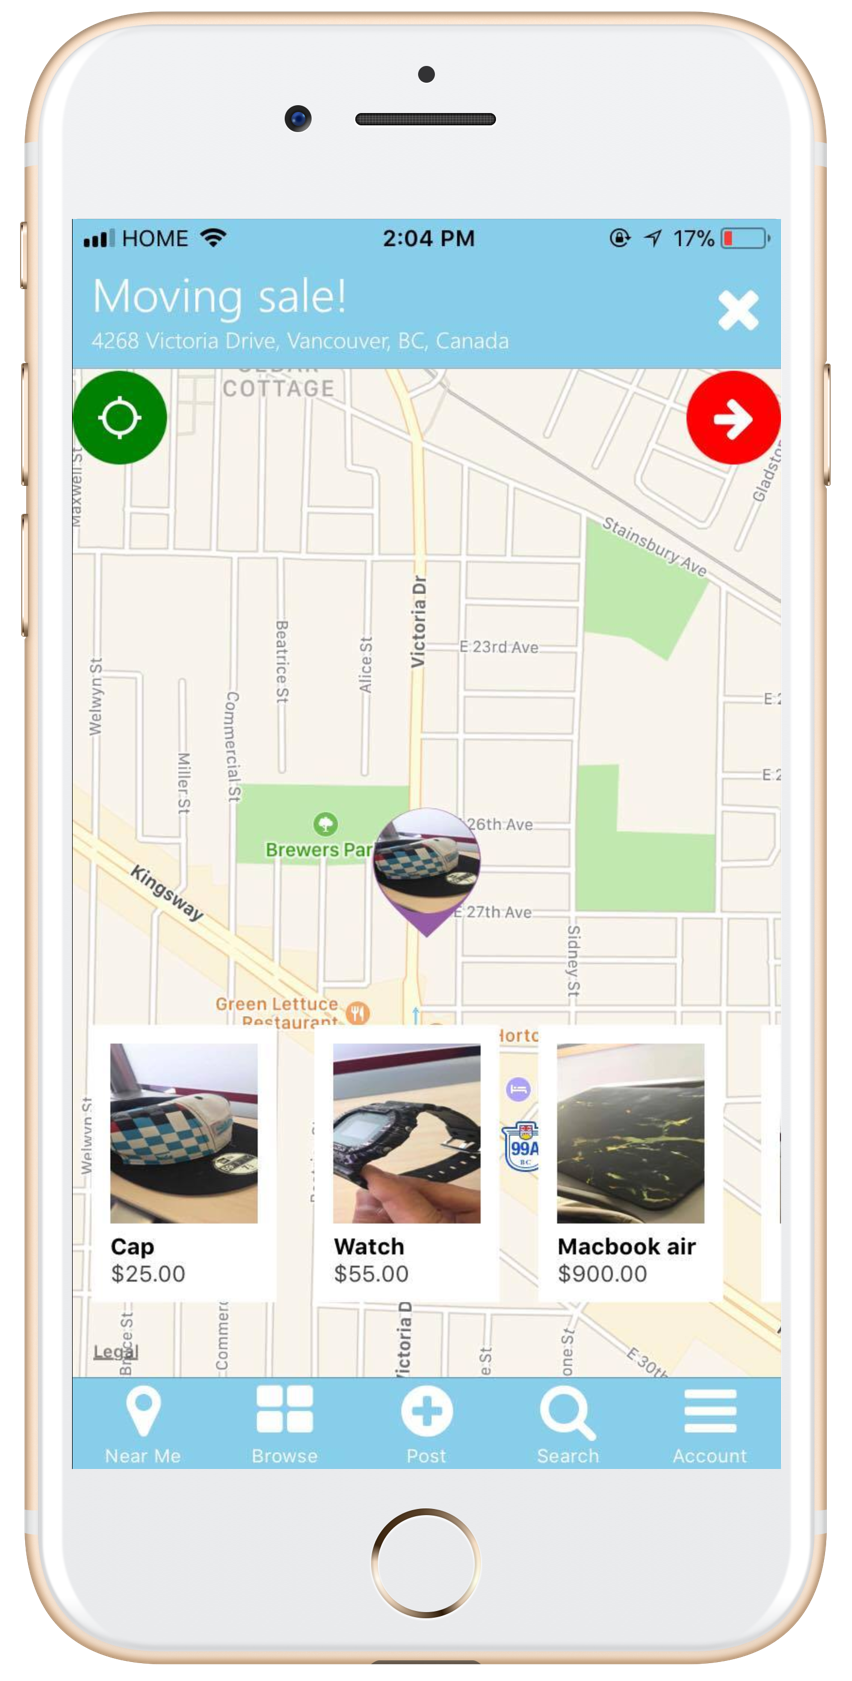 HOME
2:04 PM
17%
Moving sale!
4268 Victoria Drive, Vancouver, BC, Canada
CEDAR
COTTAGE
Maxwell St
Gladstone
Stainsbury Ave
Victoria Dr
Beatrice St
Alice St
E 23rd Ave
Welwyn St
Commercial St
Miller St
E 2
E 2
26th Ave
Brewers Par
Kingsway
E 27th Ave
Sidney St
Green Lettuce
Restaurant
Horto
99A
BC
Welwyn St
Cap
$25.00
Watch
$55.00
Macbook air
$900.00
Legal
Bruce St
Commerc
Victoria D
e St
one St
E 30th
Near Me
Browse
Post
Search
Account